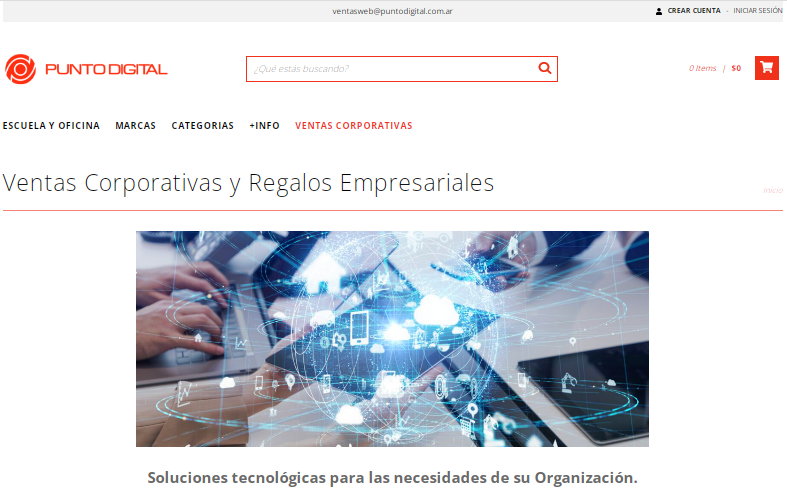 ventasweb@puntodigital.com.ar
CREAR CUENTA - INICIAR SESIÓN
PUNTO DIGITAL
¿Qué estás buscando?
0 Items | $0
ESCUELA Y OFICINA MARCAS CATEGORIAS +INFO VENTAS CORPORATIVAS
Ventas Corporativas y Regalos Empresariales
Inicio
Soluciones tecnológicas para las necesidades de su Organización.